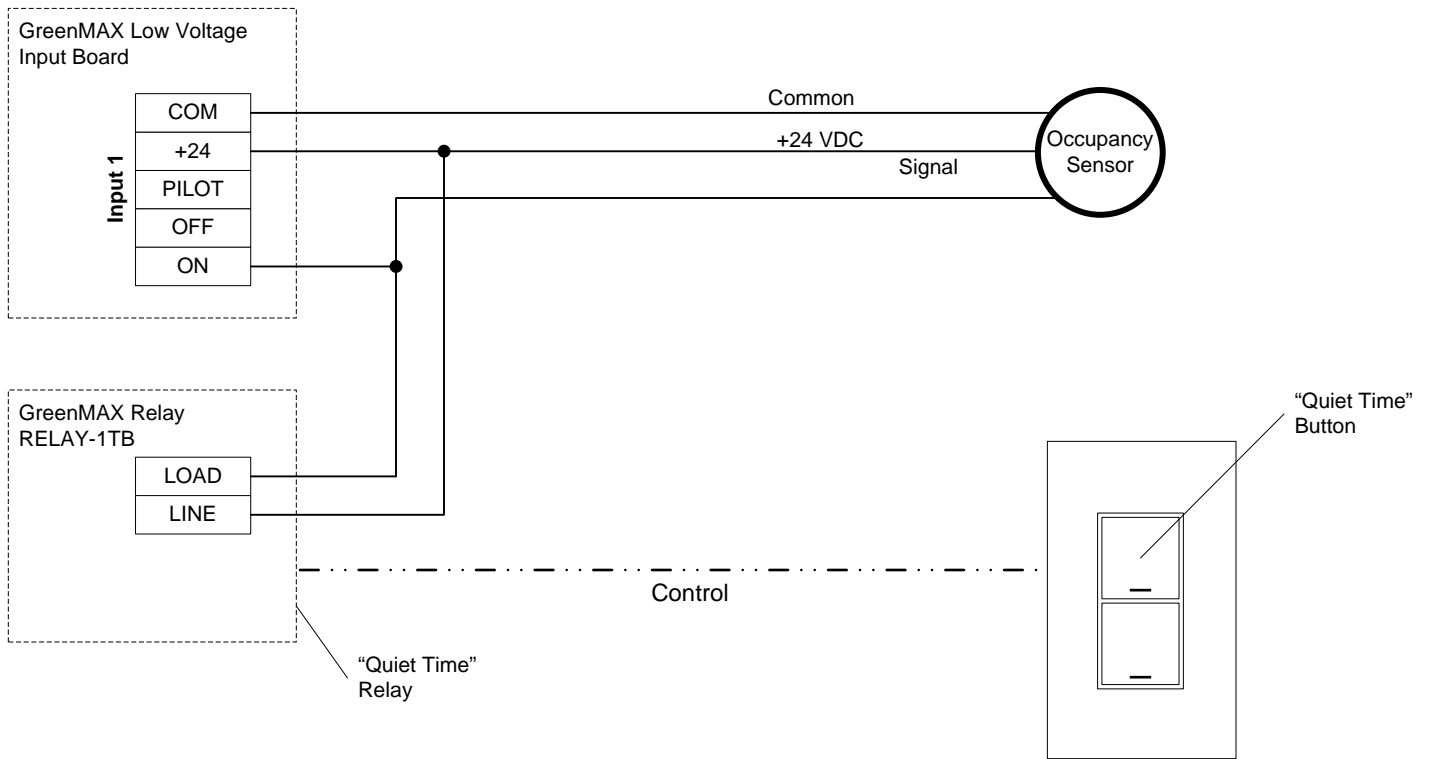 GreenMAX Low Voltage
Input Board
Input 1
COM
+24
PILOT
OFF
ON
Common
+24 VDC
Signal
Occupancy
Sensor
GreenMAX Relay
RELAY-1TB
LOAD
LINE
Control
“Quiet Time”
Relay
“Quiet Time”
Button